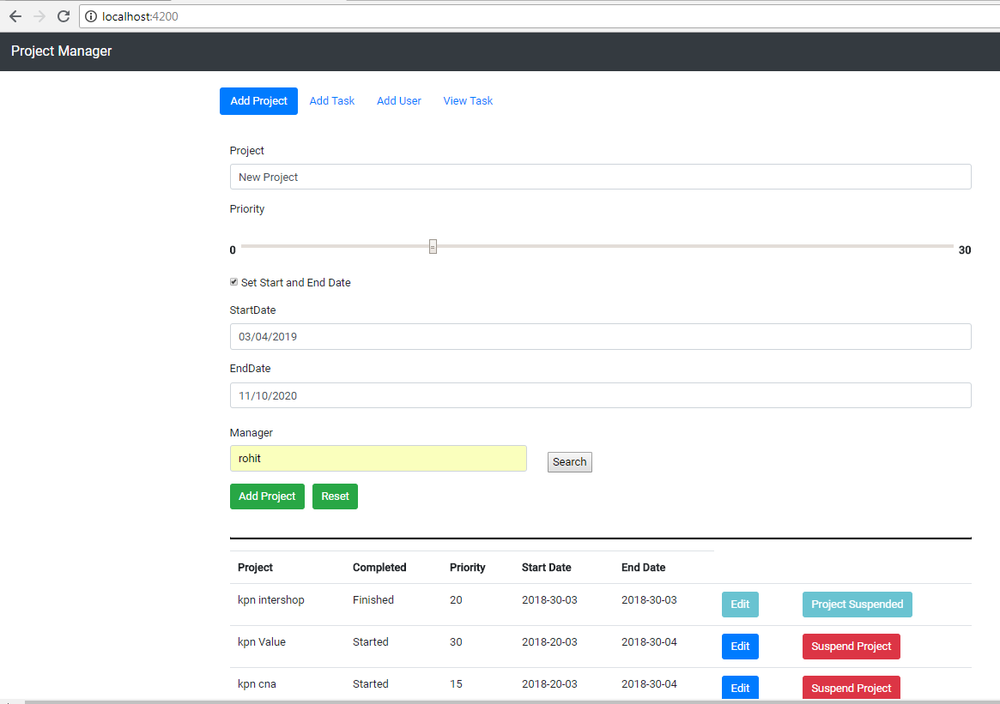 localhost:4200
Project Manager
Add Project Add Task Add User View Task
Project
New Project
Priority
0 30
Set Start and End Date
StartDate
03/04/2019
EndDate
11/10/2020
Manager
rohit Search
Add Project Reset
Project Completed Priority Start Date End Date
kpn intershop Finished 20 2018-30-03 2018-30-03 Edit Project Suspended
kpn Value Started 30 2018-20-03 2018-30-04 Edit Suspend Project
kpn cna Started 15 2018-20-03 2018-30-04 Edit Suspend Project